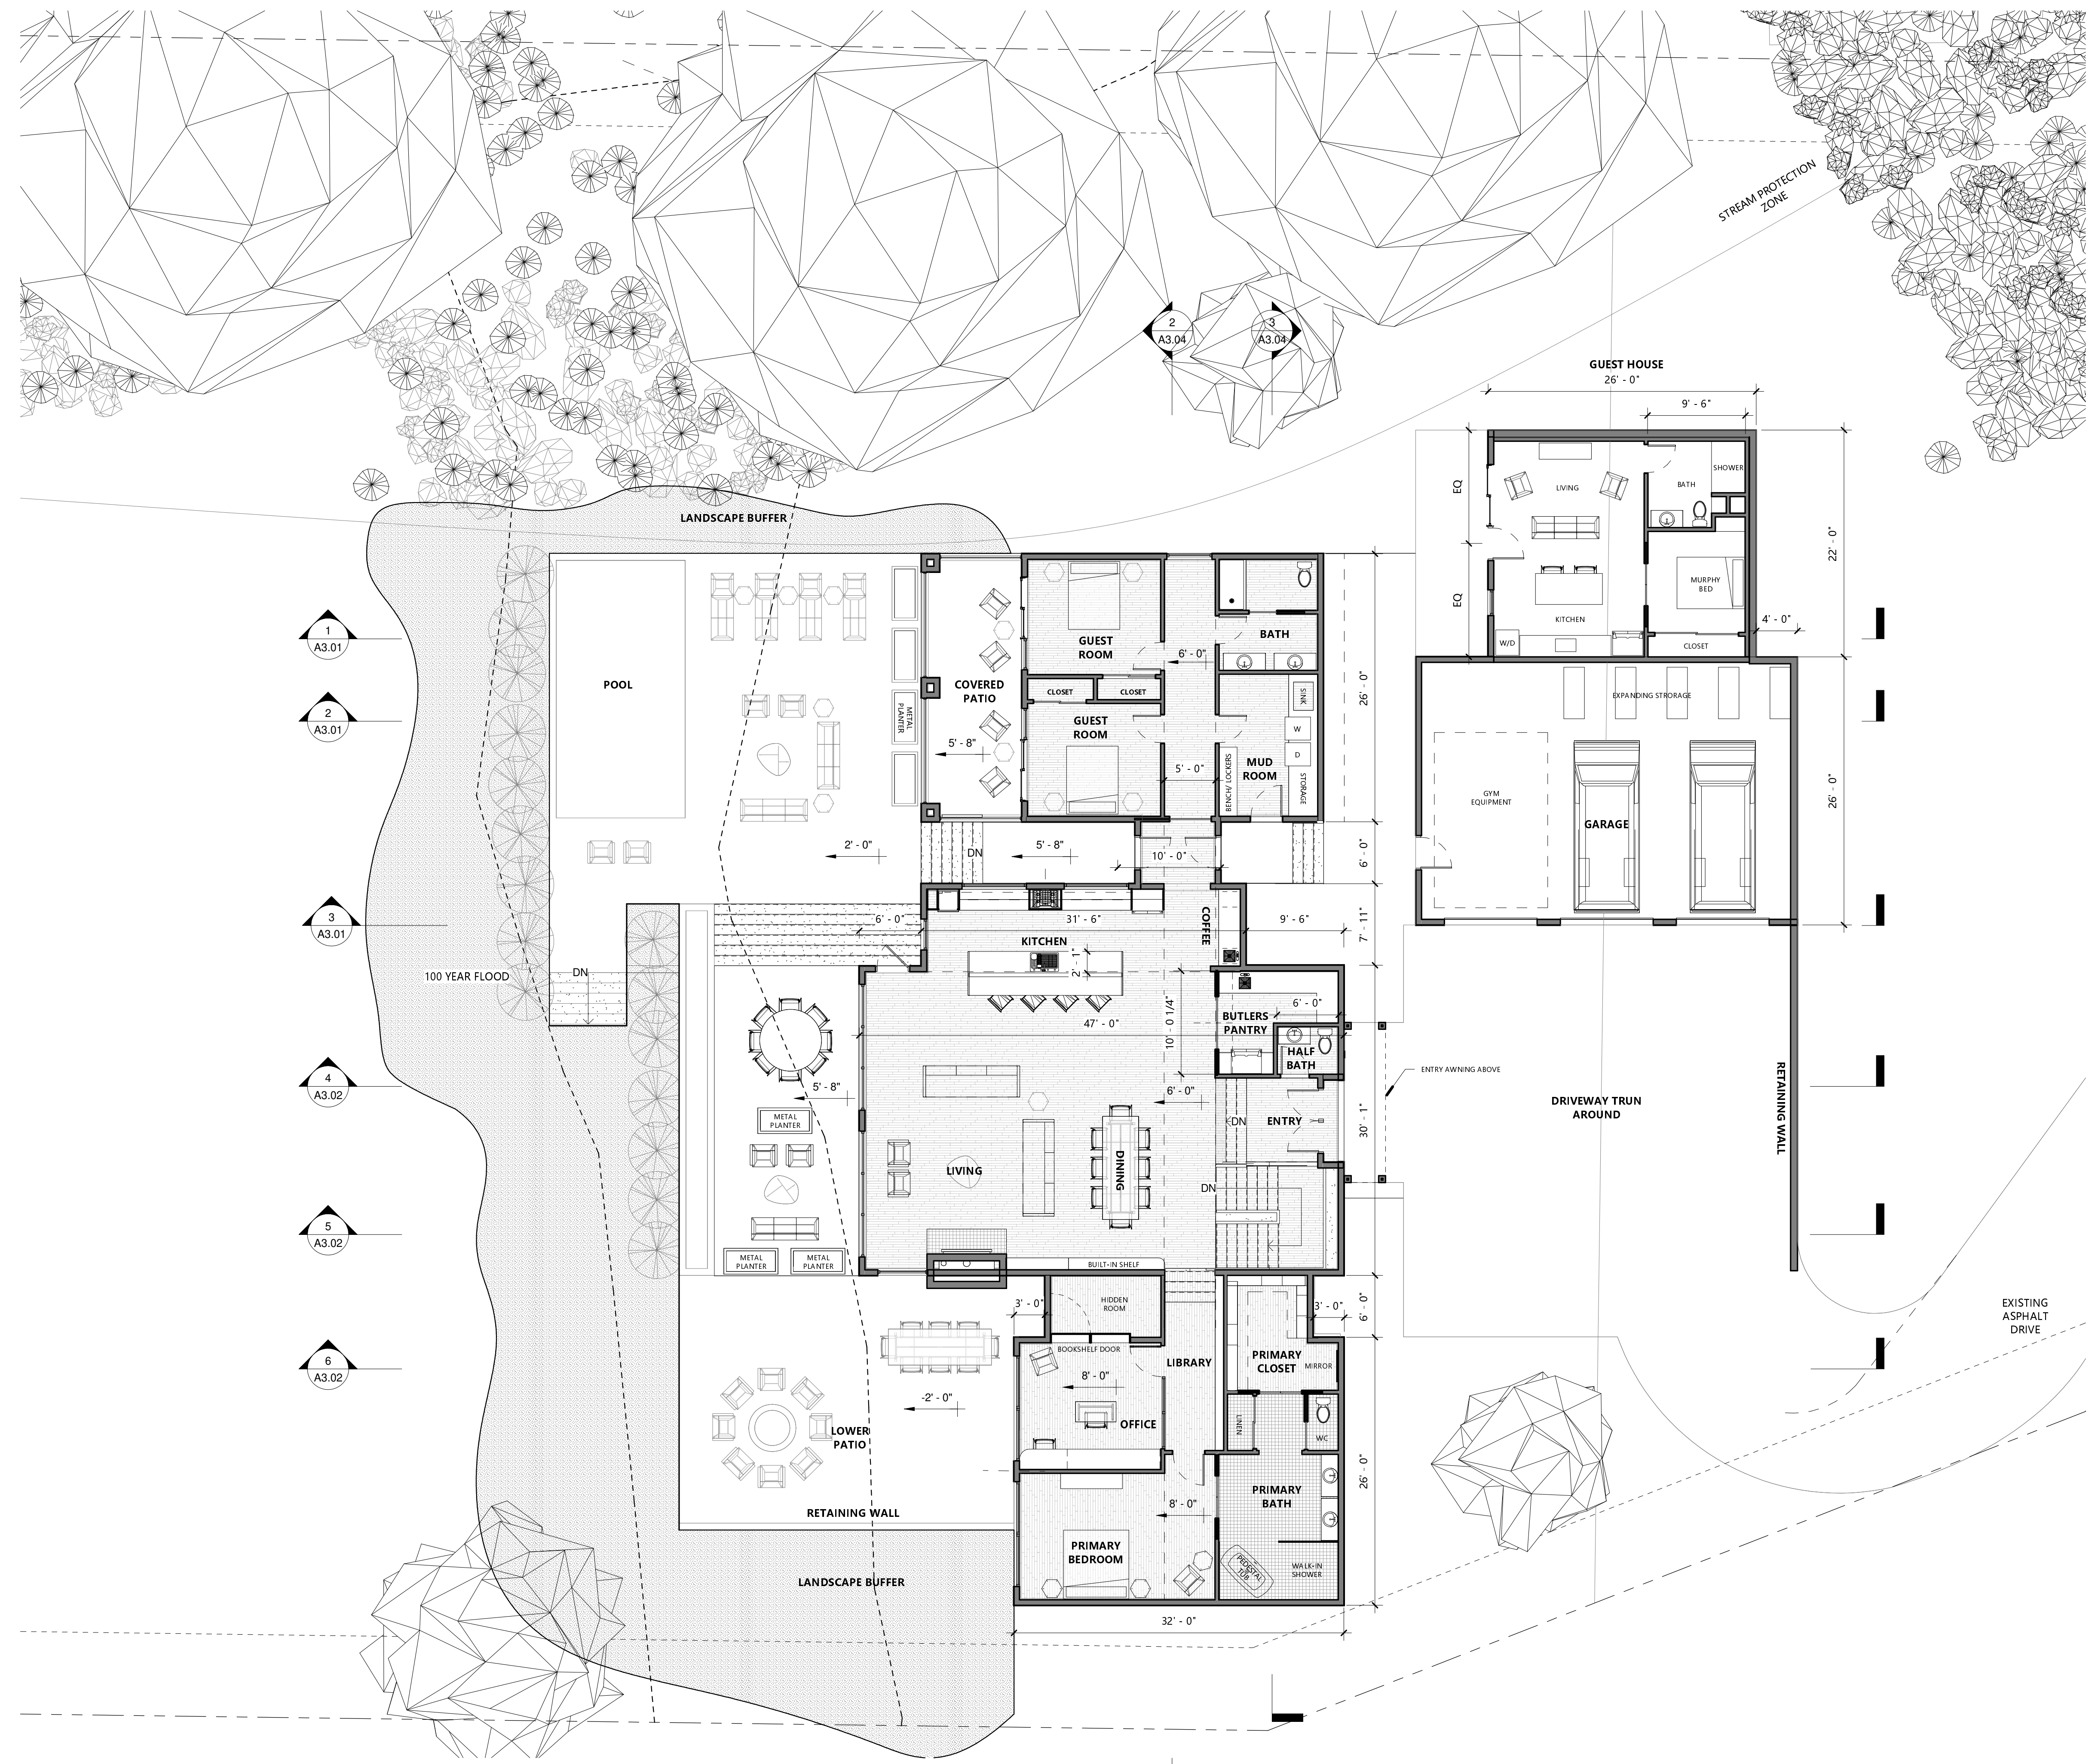 STREAM PROTECTION
ZONE
2
A3.04
3
A3.04
GUEST HOUSE
26' - 0"
9' - 6"
EQ
EQ
LIVING
BATH
SHOWER
KITCHEN
MURPHY
BED
W/D
CLOSET
22' - 0"
4' - 0"
LANDSCAPE BUFFER
1
A3.01
2
A3.01
3
A3.01
4
A3.02
5
A3.02
6
A3.02
POOL
METAL
PLANTER
COVERED
PATIO
5' - 8"
GUEST
ROOM
CLOSET
CLOSET
GUEST
ROOM
BATH
6' - 0"
SINK
W
D
MUD
ROOM
BENCH/ LOCKERS
STORAGE
5' - 0"
26' - 0"
EXPANDING STRORAGE
GYM
EQUIPMENT
GARAGE
26' - 0"
2' - 0"
DN
5' - 8"
10' - 0"
6' - 0"
6' - 0"
31' - 6"
COFFEE
9' - 6"
7' - 11"
KITCHEN
2' - 1"
100 YEAR FLOOD
DN
47' - 0"
10' - 0 1/4"
BUTLERS
PANTRY
6' - 0"
HALF
BATH
ENTRY AWNING ABOVE
5' - 8"
6' - 0"
METAL
PLANTER
DN
ENTRY
30' - 1"
DRIVEWAY TRUN
AROUND
RETAINING WALL
LIVING
DINING
DN
METAL
PLANTER
METAL
PLANTER
BUILT-IN SHELF
3' - 0"
HIDDEN
ROOM
3' - 0"
6' - 0"
EXISTING
ASPHALT
DRIVE
BOOKSHELF DOOR
LIBRARY
PRIMARY
CLOSET
MIRROR
8' - 0"
-2' - 0"
OFFICE
LINEN
WC
LOWER
PATIO
26' - 0"
PRIMARY
BATH
8' - 0"
RETAINING WALL
PRIMARY
BEDROOM
PEDESTAL
TUB
WALK-IN
SHOWER
LANDSCAPE BUFFER
32' - 0"